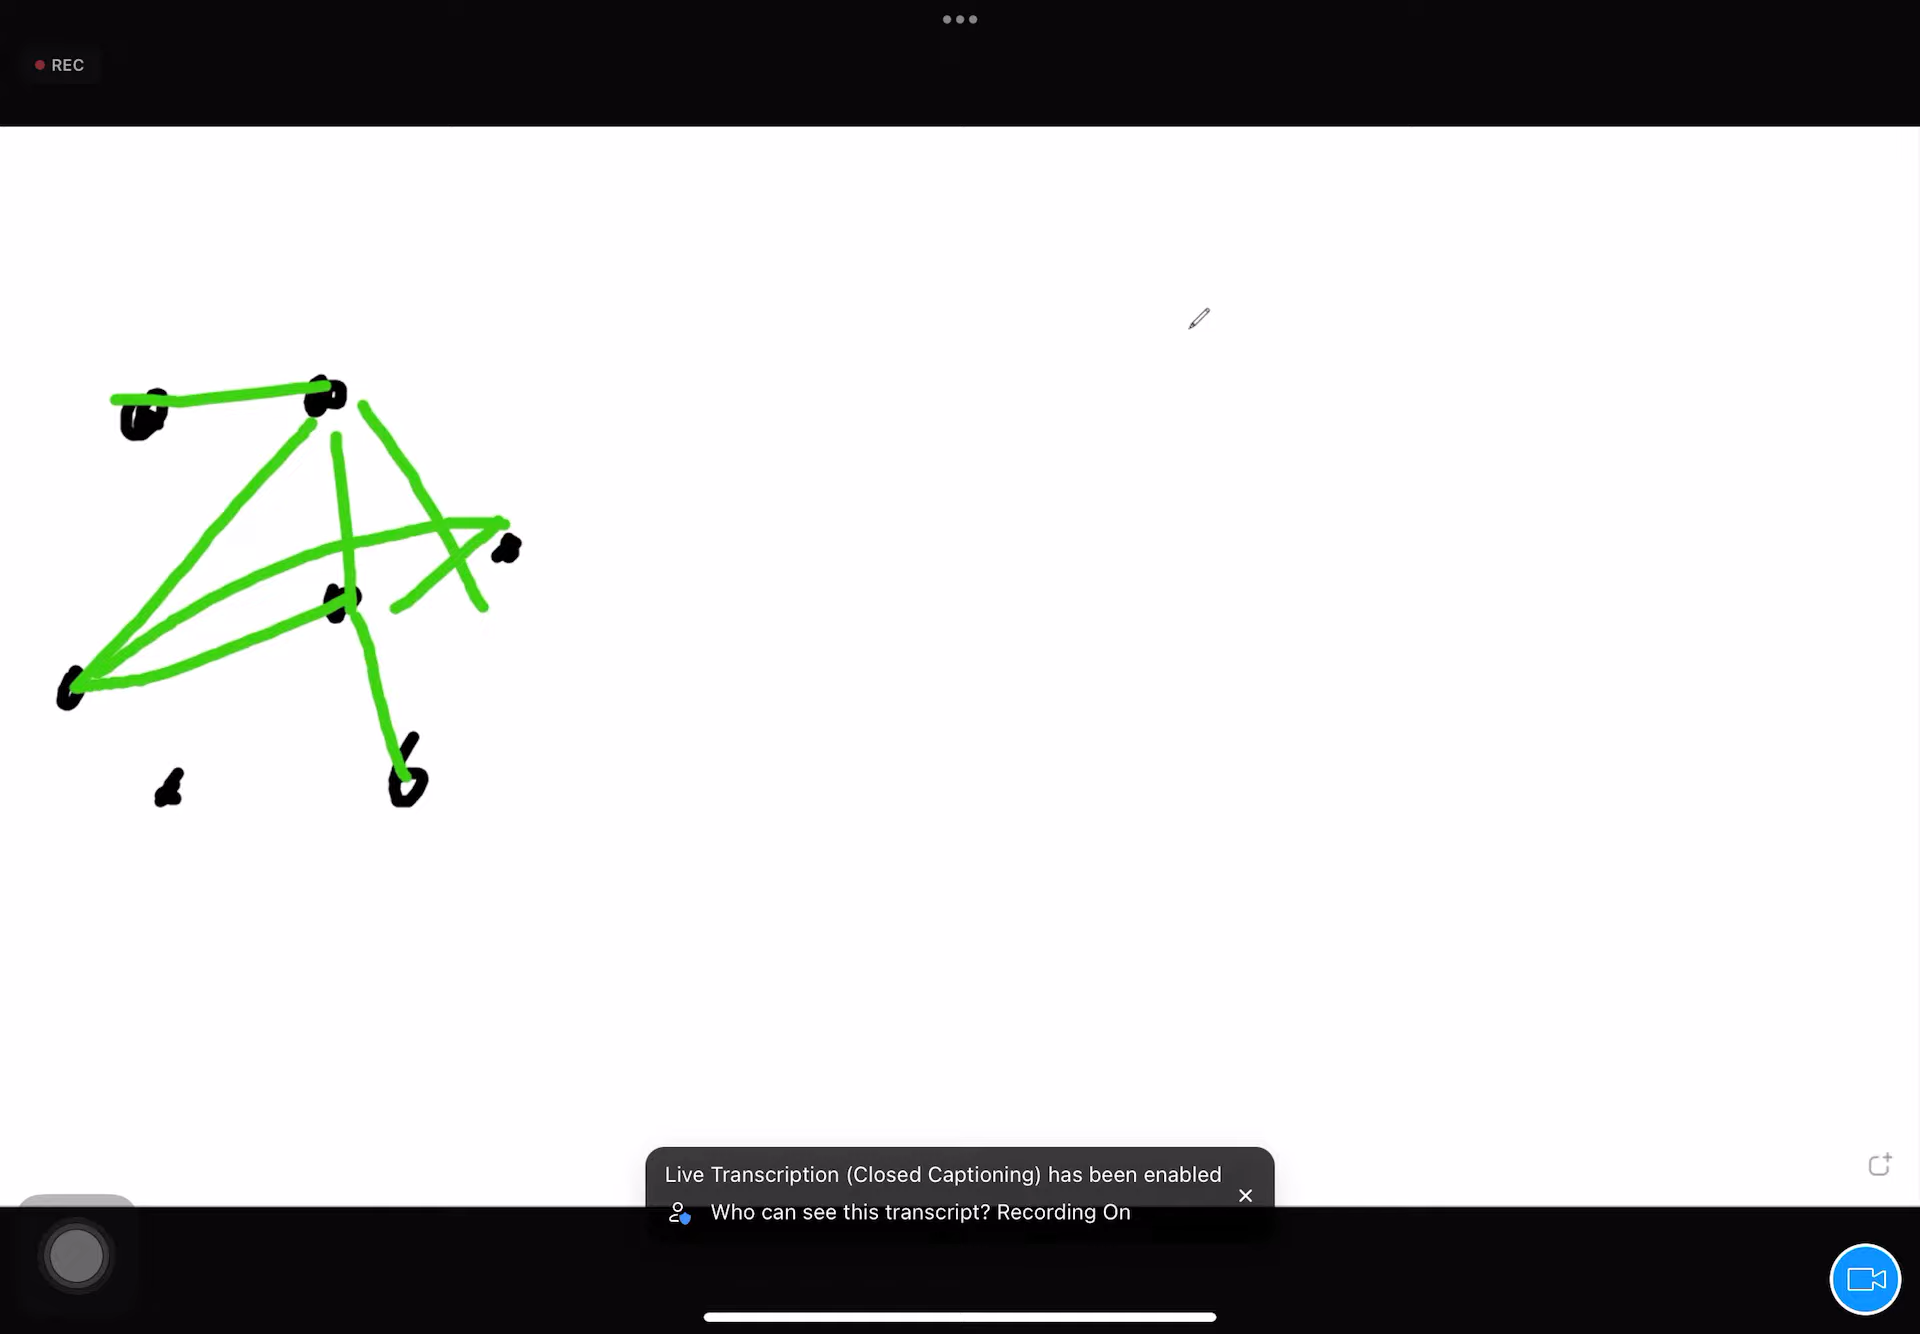 REC
Live Transcription (Closed Captioning) has been enabled
Who can see this transcript? Recording On